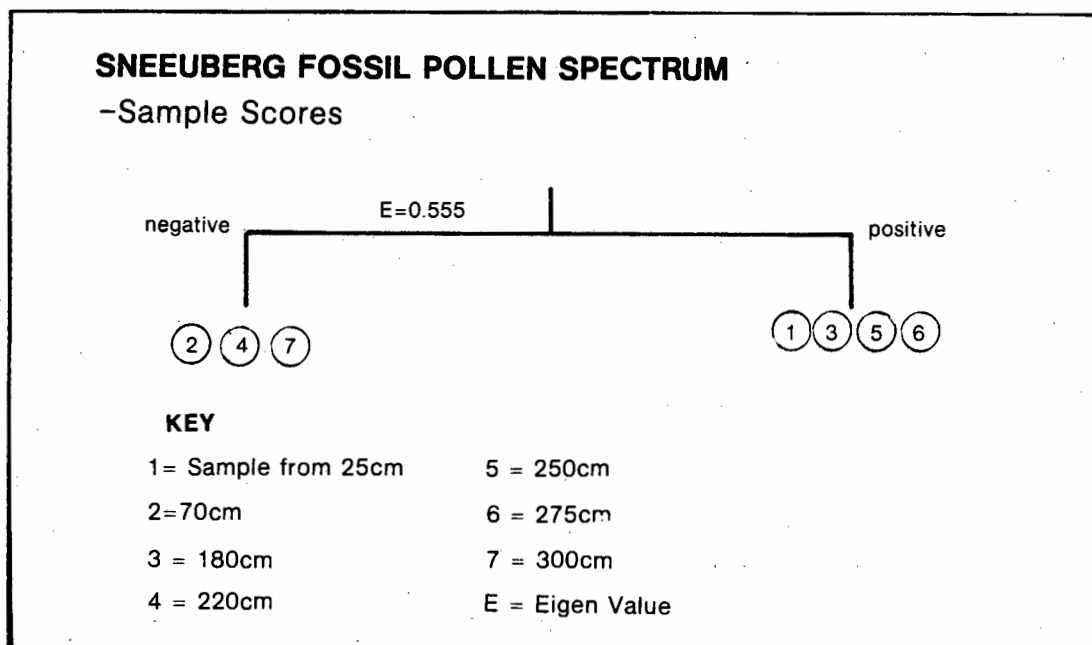 SNEEUBERG FOSSIL POLLEN SPECTRUM
-Sample Scores
E=0.555
negative
positive
2 4 7
1 3 5 6
KEY
1= Sample from 25cm
5 = 250cm
2=70cm
6 = 275cm
3 = 180cm
7 = 300cm
4 = 220cm
E = Eigen Value